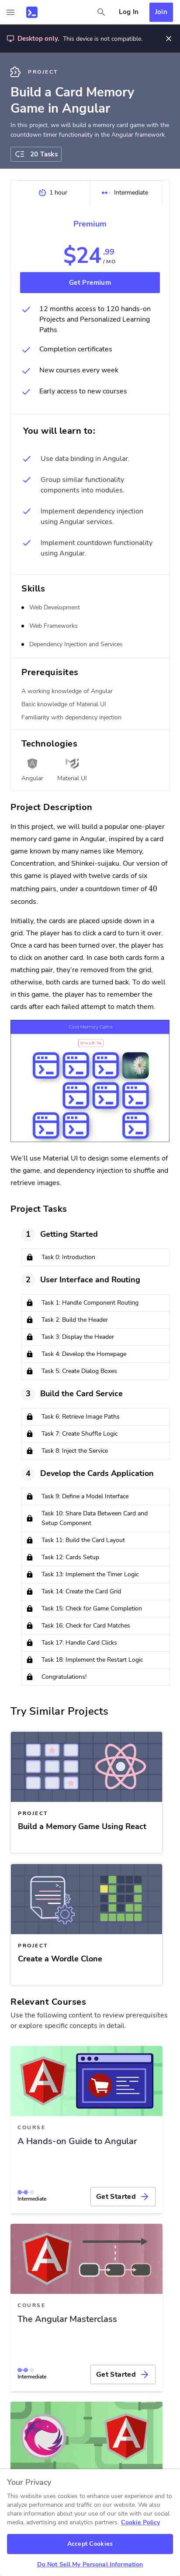 Log In
Join
Desktop only. This device is not compatible.
PROJECT
Build a Card Memory
Game in Angular
In this project, we will build a memory card game with the
countdown timer functionality in the Angular framework.
20 Tasks
1 hour
Intermediate
Premium
$24.99
/MO
Get Premium
12 months access to 120 hands-on
Projects and Personalized Learning
Paths
Completion certificates
New courses every week
Early access to new courses
You will learn to:
Use data binding in Angular.
Group similar functionality
components into modules.
Implement dependency injection
using Angular services.
Implement countdown functionality
using Angular.
Skills
Web Development
Web Frameworks
Dependency Injection and Services
Prerequisites
A working knowledge of Angular
Basic knowledge of Material UI
Familiarity with dependency injection
Technologies
Angular
Material UI
Project Description
In this project, we will build a popular one-player
memory card game in Angular, inspired by a card
game known by many names like Memory,
Concentration, and Shinkei-suijaku. Our version of
this game is played with twelve cards of six
matching pairs, under a countdown timer of 40
seconds.
Initially, the cards are placed upside down in a
grid. The player has to click a card to turn it over.
Once a card has been turned over, the player has
to click on another card. In case both cards form a
matching pair, they're removed from the grid,
otherwise, both cards are turned back. To do well
in this game, the player has to remember the
cards after each failed attempt to match them.
Card Memory Game
We'll use Material UI to design some elements of
the game, and dependency injection to shuffle and
retrieve images.
Project Tasks
1 Getting Started
Task 0: Introduction
2 User Interface and Routing
Task 1: Handle Component Routing
Task 2: Build the Header
Task 3: Display the Header
Task 4: Develop the Homepage
Task 5: Create Dialog Boxes
3 Build the Card Service
Task 6: Retrieve Image Paths
Task 7: Create Shuffle Logic
Task 8: Inject the Service
4 Develop the Cards Application
Task 9: Define a Model Interface
Task 10: Share Data Between Card and
Setup Component
Task 11: Build the Card Layout
Task 12: Cards Setup
Task 13: Implement the Timer Logic
Task 14: Create the Card Grid
Task 15: Check for Game Completion
Task 16: Check for Card Matches
Task 17: Handle Card Clicks
Task 18: Implement the Restart Logic
Congratulations!
Try Similar Projects
PROJECT
Build a Memory Game Using React
PROJECT
Create a Wordle Clone
Relevant Courses
Use the following content to review prerequisites
or explore specific concepts in detail.
COURSE
A Hands-on Guide to Angular
Intermediate
Get Started
COURSE
The Angular Masterclass
Intermediate
Get Started
Your Privacy
This website uses cookies to enhance user experience and to
analyze performance and traffic on our website. We also
share information about your use of our site with our social
media, advertising and analytics partners. Cookie Policy
Accept Cookies
Do Not Sell My Personal Information